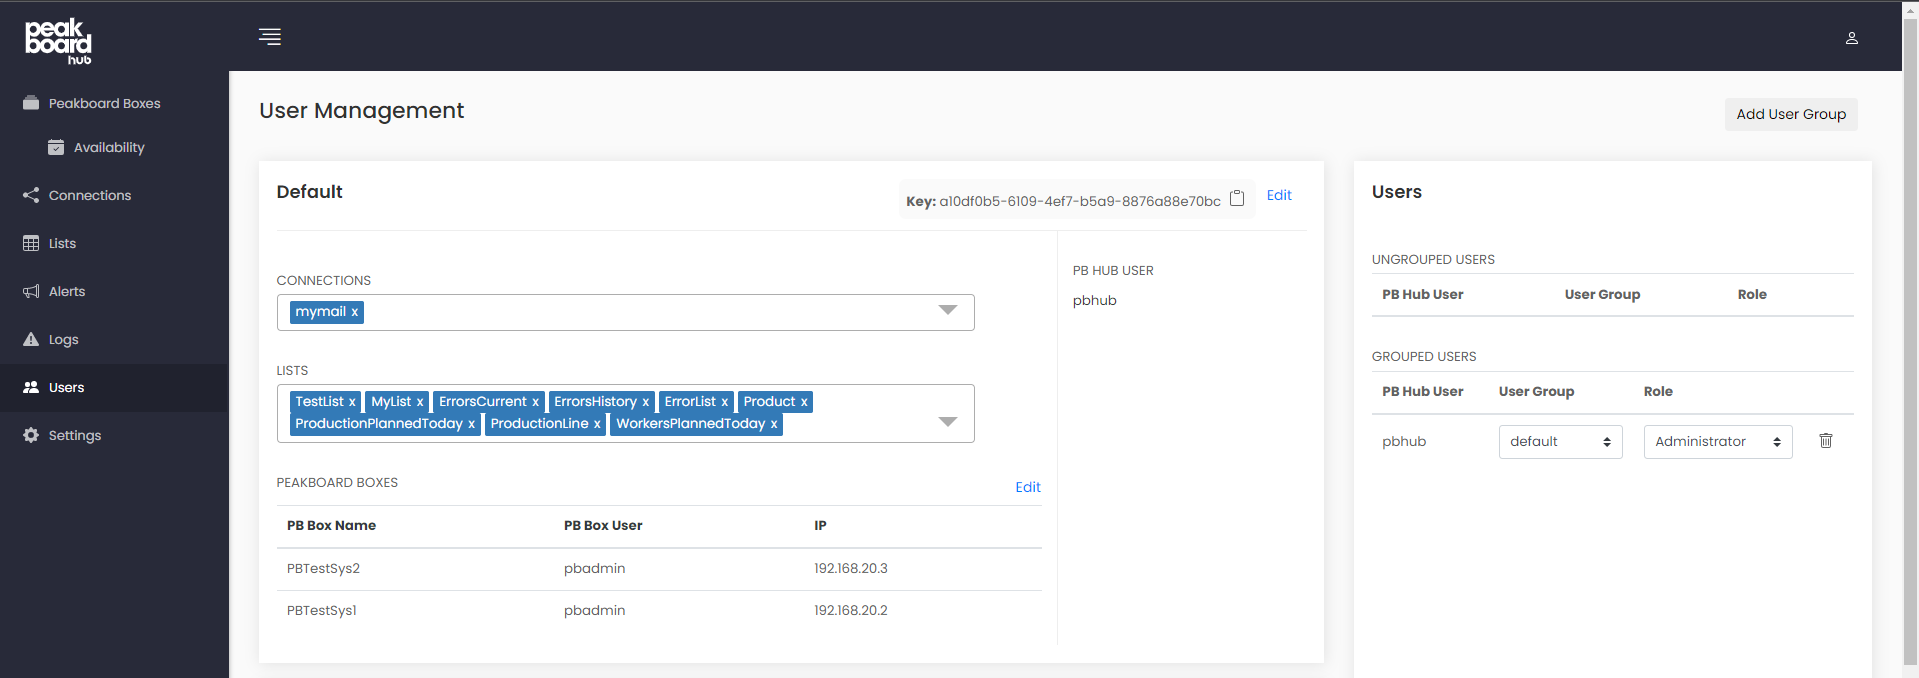 peak
board
hub
Peakboard Boxes
Availability
Connections
Lists
Alerts
Logs
Users
Settings
User Management
Add User Group
Default
Key: a10df0b5-6109-4ef7-b5a9-8876a88e70bc
Edit
CONNECTIONS
mymail x
LISTS
TestList x MyList x ErrorsCurrent x ErrorsHistory x ErrorList x Product x
ProductionPlannedToday x ProductionLine x WorkersPlannedToday x
PEAKBOARD BOXES
Edit
PB Box Name PB Box User IP
PBTestSys2 pbadmin 192.168.20.3
PBTestSys1 pbadmin 192.168.20.2
PB HUB USER
pbhub
Users
UNGROUPED USERS
PB Hub User User Group Role
GROUPED USERS
PB Hub User User Group Role
pbhub default Administrator